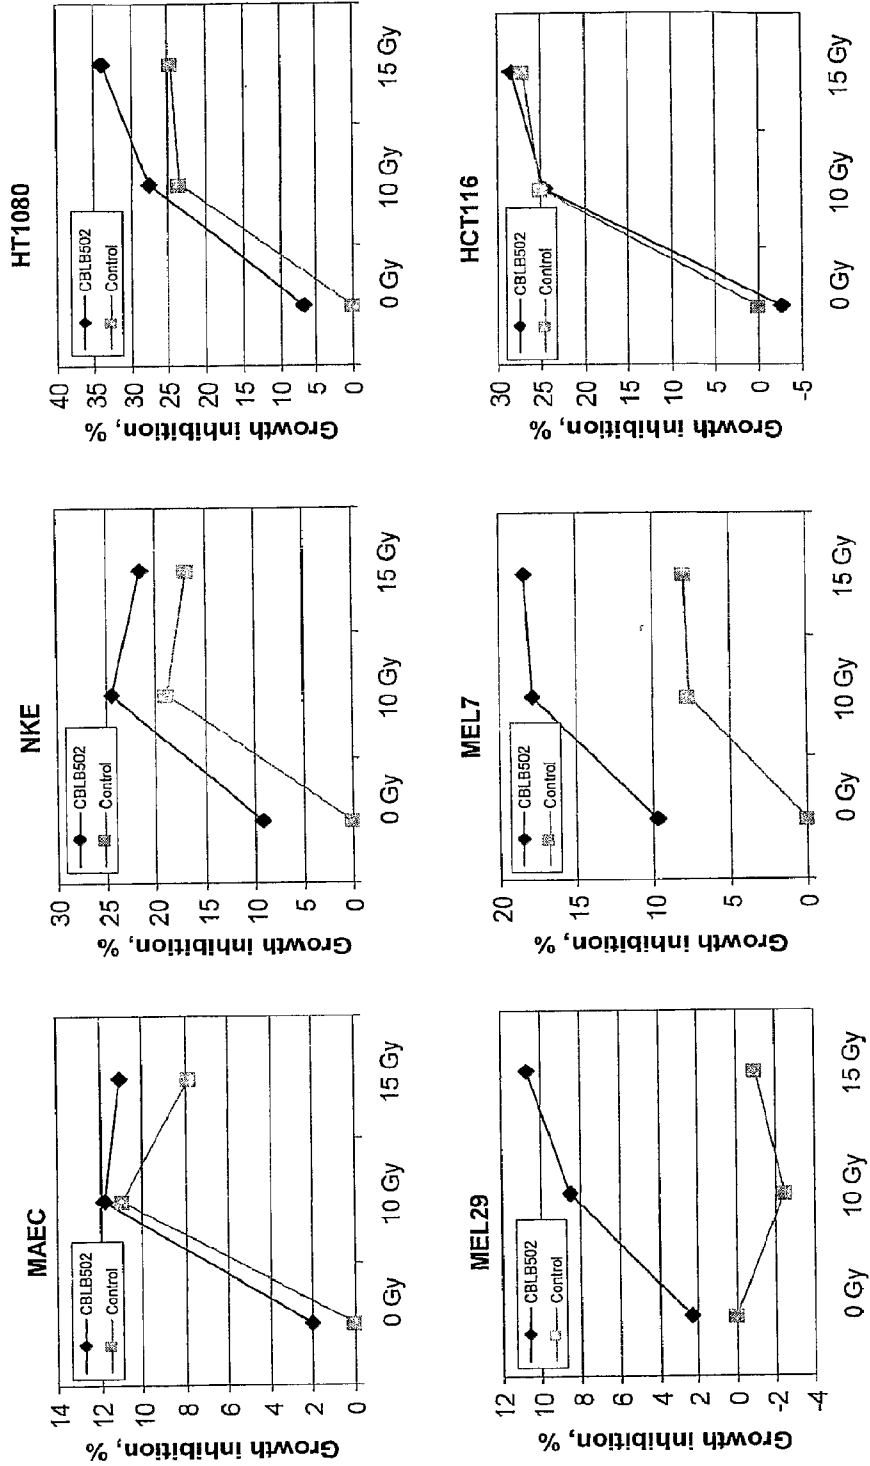 MAEC
CBLB502
Control
Growth inhibition, %
14
12
10
8
6
4
2
0
0 Gy
10 Gy
15 Gy
NKE
CBLB502
Control
Growth inhibition, %
30
25
20
15
10
5
0
0 Gy
10 Gy
15 Gy
HT1080
CBLB502
Control
Growth inhibition, %
40
35
30
25
20
15
10
5
0
0 Gy
10 Gy
15 Gy
MEL29
CBLB502
Control
Growth inhibition, %
12
10
8
6
4
2
0
-2
-4
0 Gy
10 Gy
15 Gy
MEL7
CBLB502
Control
Growth inhibition, %
20
15
10
5
0
0 Gy
10 Gy
15 Gy
HCT116
CBLB502
Control
Growth inhibition, %
30
25
20
15
10
5
0
-5
0 Gy
10 Gy
15 Gy